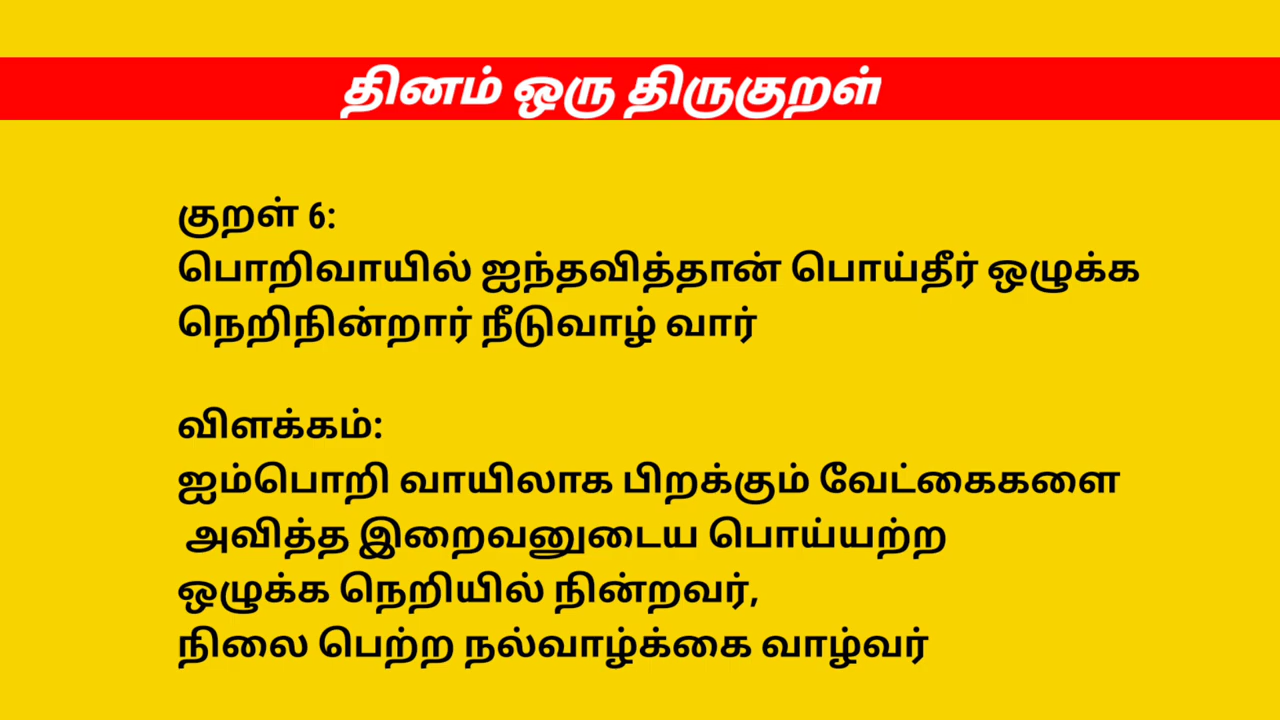 தினம் ஒரு திருகுறள்
குறள் 6:
பொறிவாயில் ஐந்தவித்தான் பொய்தீர் ஒழுக்க
நெறிநின்றார் நீடுவாழ் வார்
விளக்கம்:
ஐம்பொறி வாயிலாக பிறக்கும் வேட்கைகளை
அவித்த இறைவனுடைய பொய்யற்ற
ஒழுக்க நெறியில் நின்றவர்,
நிலை பெற்ற நல்வாழ்க்கை வாழ்வர்